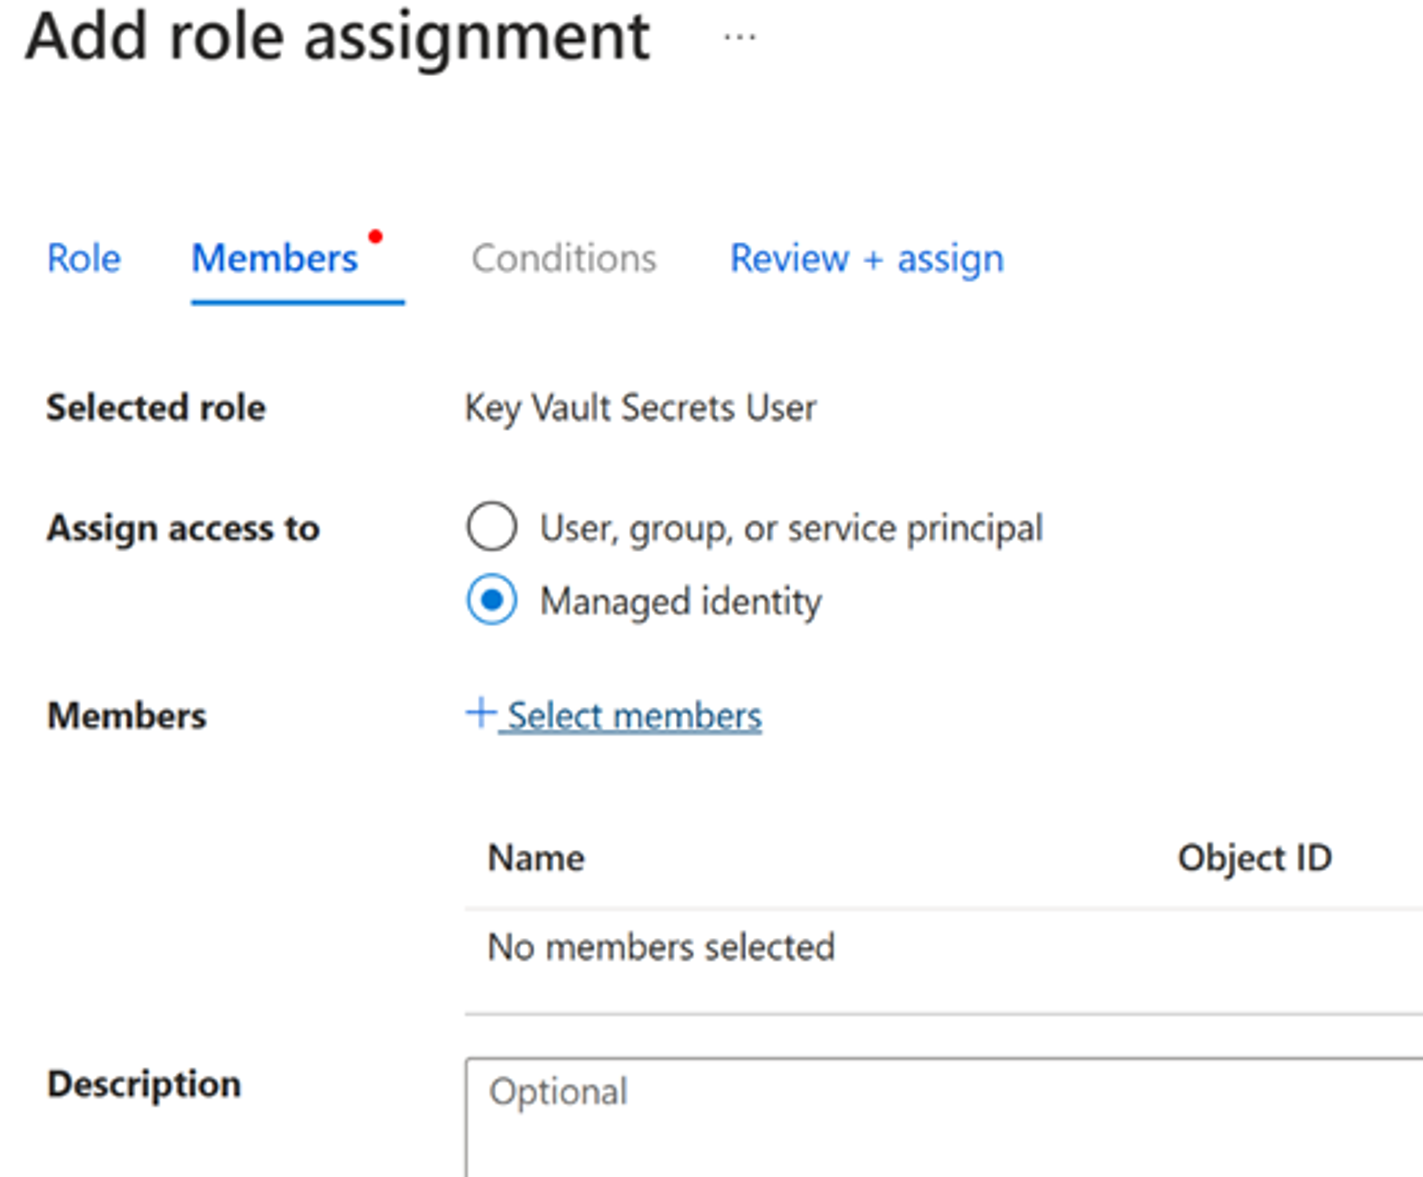 Add role assignment ...
Role Members Conditions Review + assign
Selected role Key Vault Secrets User
Assign access to User, group, or service principal
Managed identity
Members + Select members
Name Object ID
No members selected
Description Optional